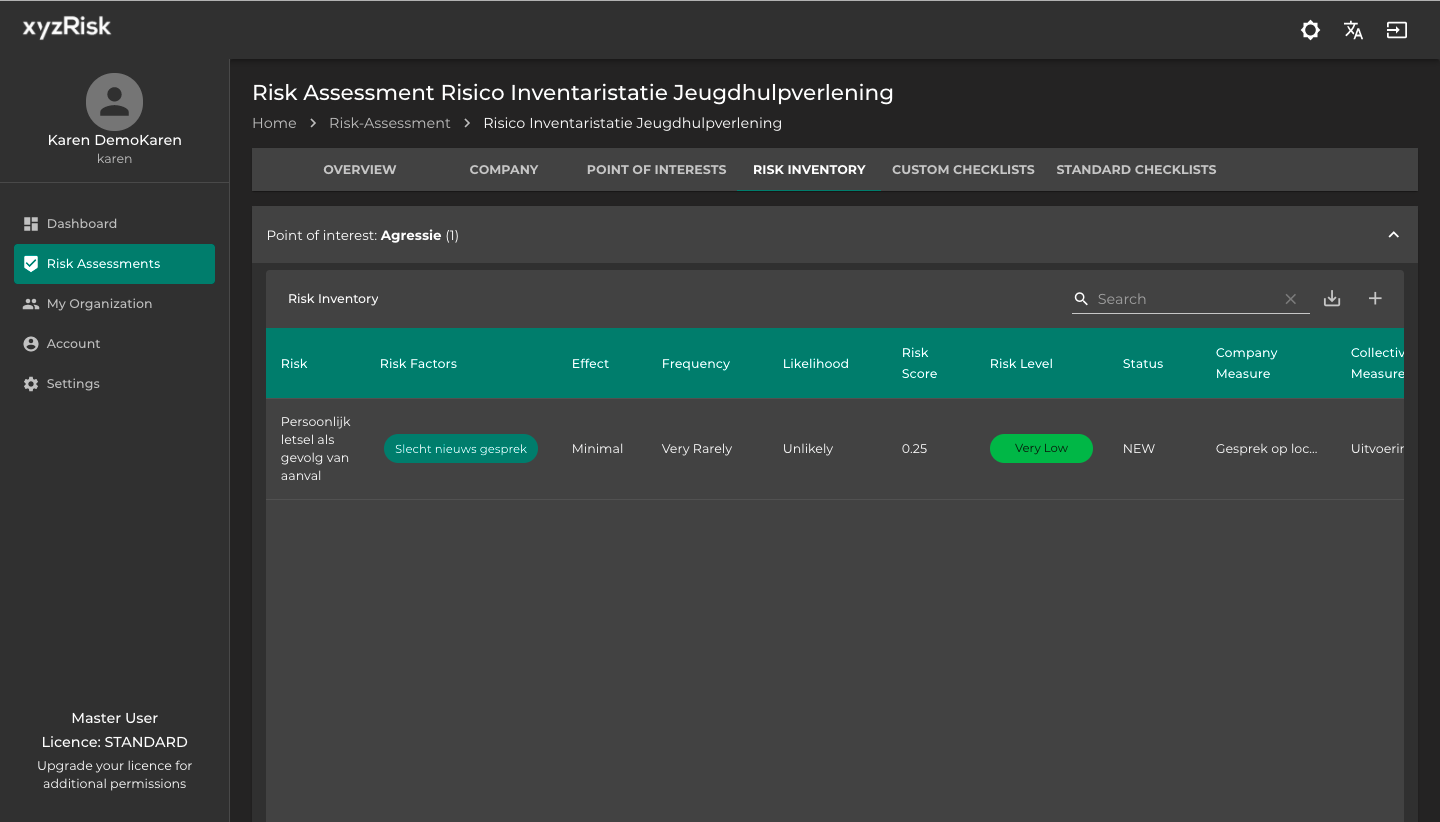 xyzRisk
Karen DemoKaren
karen
Dashboard
Risk Assessments
My Organization
Account
Settings
Master User
Licence: STANDARD
Upgrade your licence for
additional permissions
Risk Assessment Risico Inventaristatie Jeugdhulpverlening
Home > Risk-Assessment > Risico Inventaristatie Jeugdhulpverlening
OVERVIEW COMPANY POINT OF INTERESTS RISK INVENTORY CUSTOM CHECKLISTS STANDARD CHECKLISTS
Point of interest: Agressie (1)
Risk Inventory Search
Risk
Risk Factors
Effect
Frequency
Likelihood
Risk
Score
Risk Level
Status
Company
Measure
Collectiv
Measure
Persoonlijk
letsel als
gevolg van
aanval
Slecht nieuws gesprek
Minimal
Very Rarely
Unlikely
0.25
Very Low
NEW
Gesprek op loc...
Uitvoerin